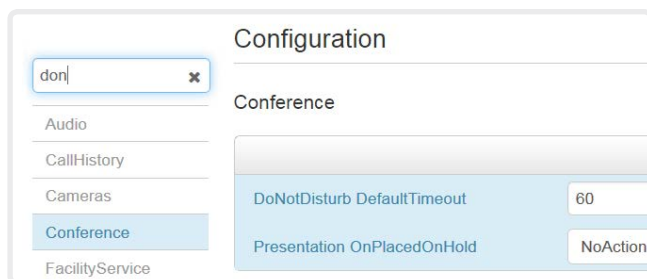 Configuration
don
Conference
Audio
CallHistory
Cameras
Conference
FacilityService
DoNotDisturb DefaultTimeout 60
Presentation OnPlacedOnHold NoAction